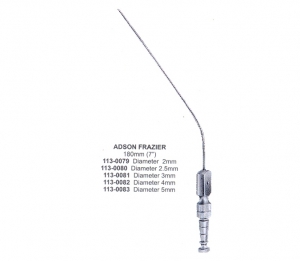 ADSON FRAZIER
180mm (7")
113-0079 Diameter 2mm
113-0080 Diameter 2.5mm
113-0081 Diameter 3mm
113-0082 Diameter 4mm
113-0083 Diameter 5mm